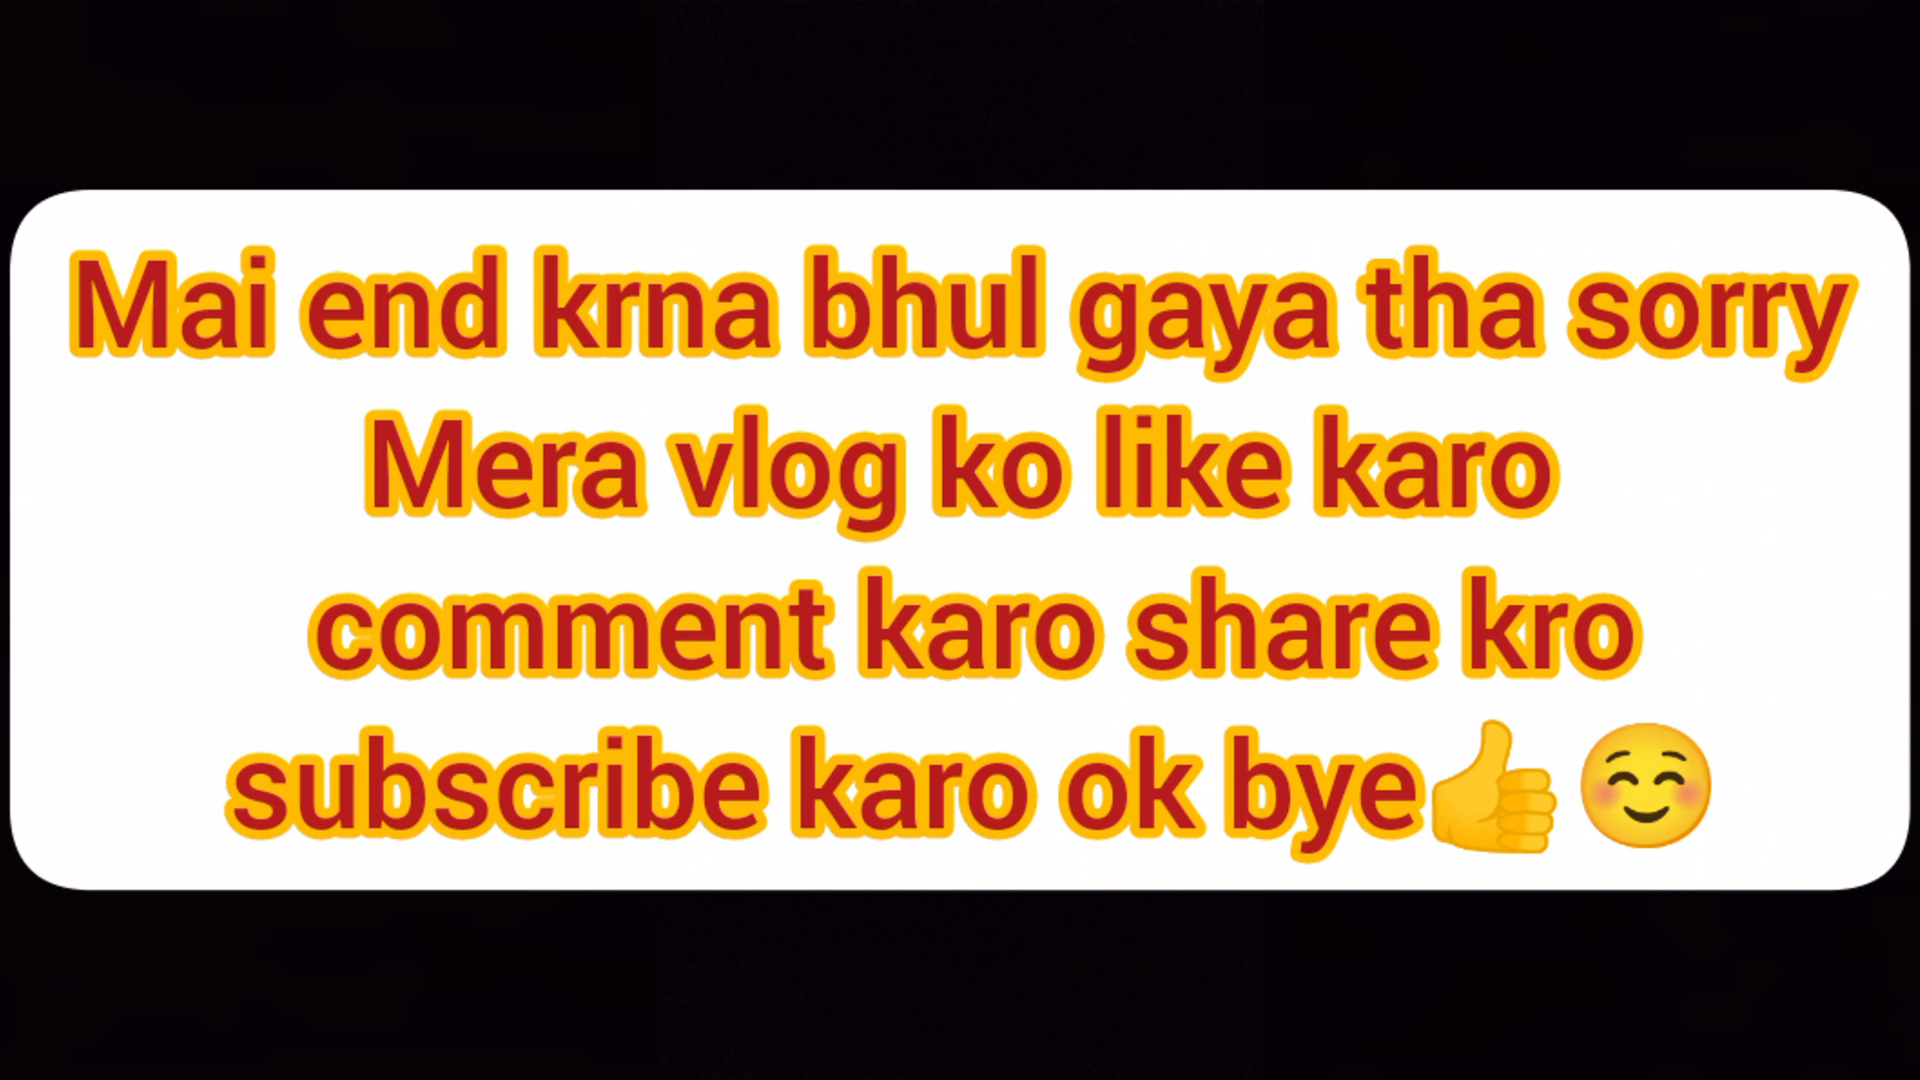 Mai end krna bhul gaya tha sorry
Mera vlog ko like karo
comment karo share kro
subscribe karo ok bye👍☺️